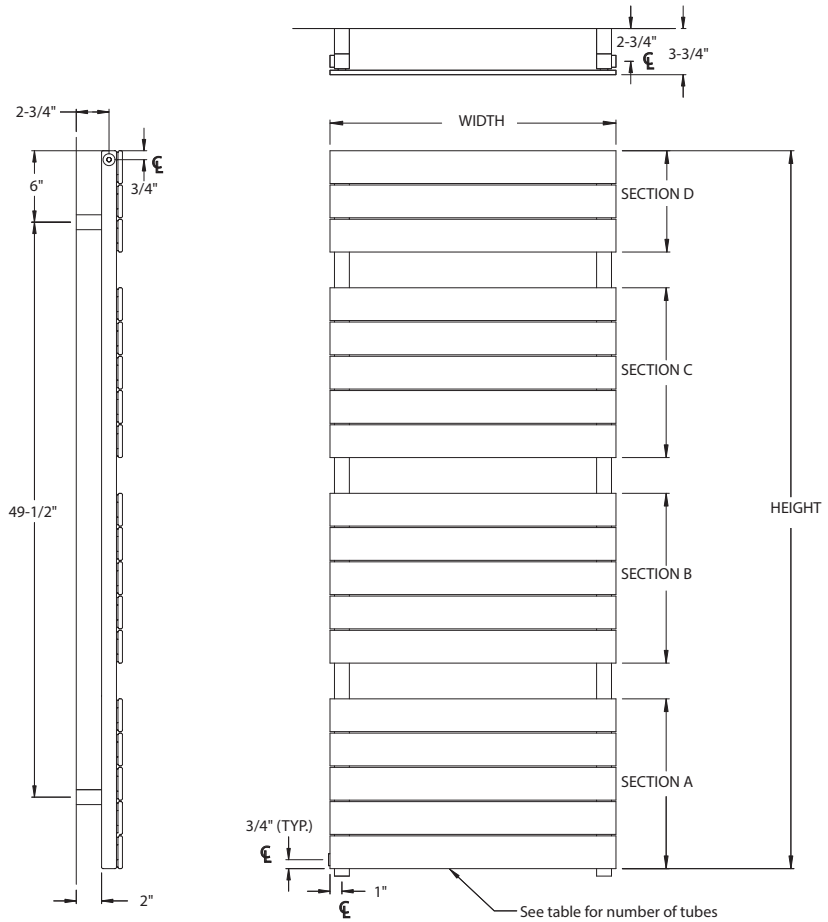 2-3/4"
℄
3-3/4"
2-3/4"
℄
3/4"
6"
WIDTH
SECTION D
SECTION C
49-1/2"
HEIGHT
SECTION B
SECTION A
3/4" (TYP.)
℄
2"
1"
℄
See table for number of tubes